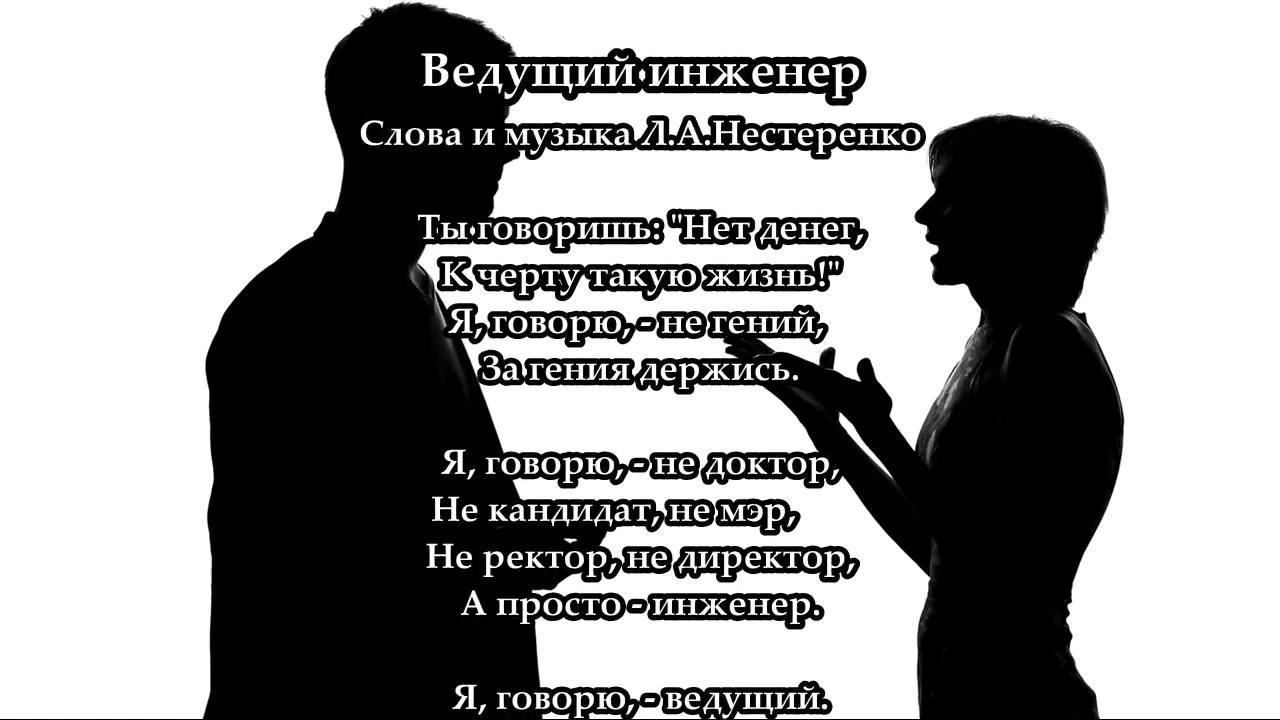 Ведущий инженер
Слова и музыка Л.А.Нестеренко
Ты говоришь: "Нет денег,
К черту такую жизнь!"
Я, говорю, - не гений,
За гения держись.
Я, говорю, - не доктор,
Не кандидат, не мэр,
Не ректор, не директор,
А просто - инженер.
Я, говорю, - ведущий.